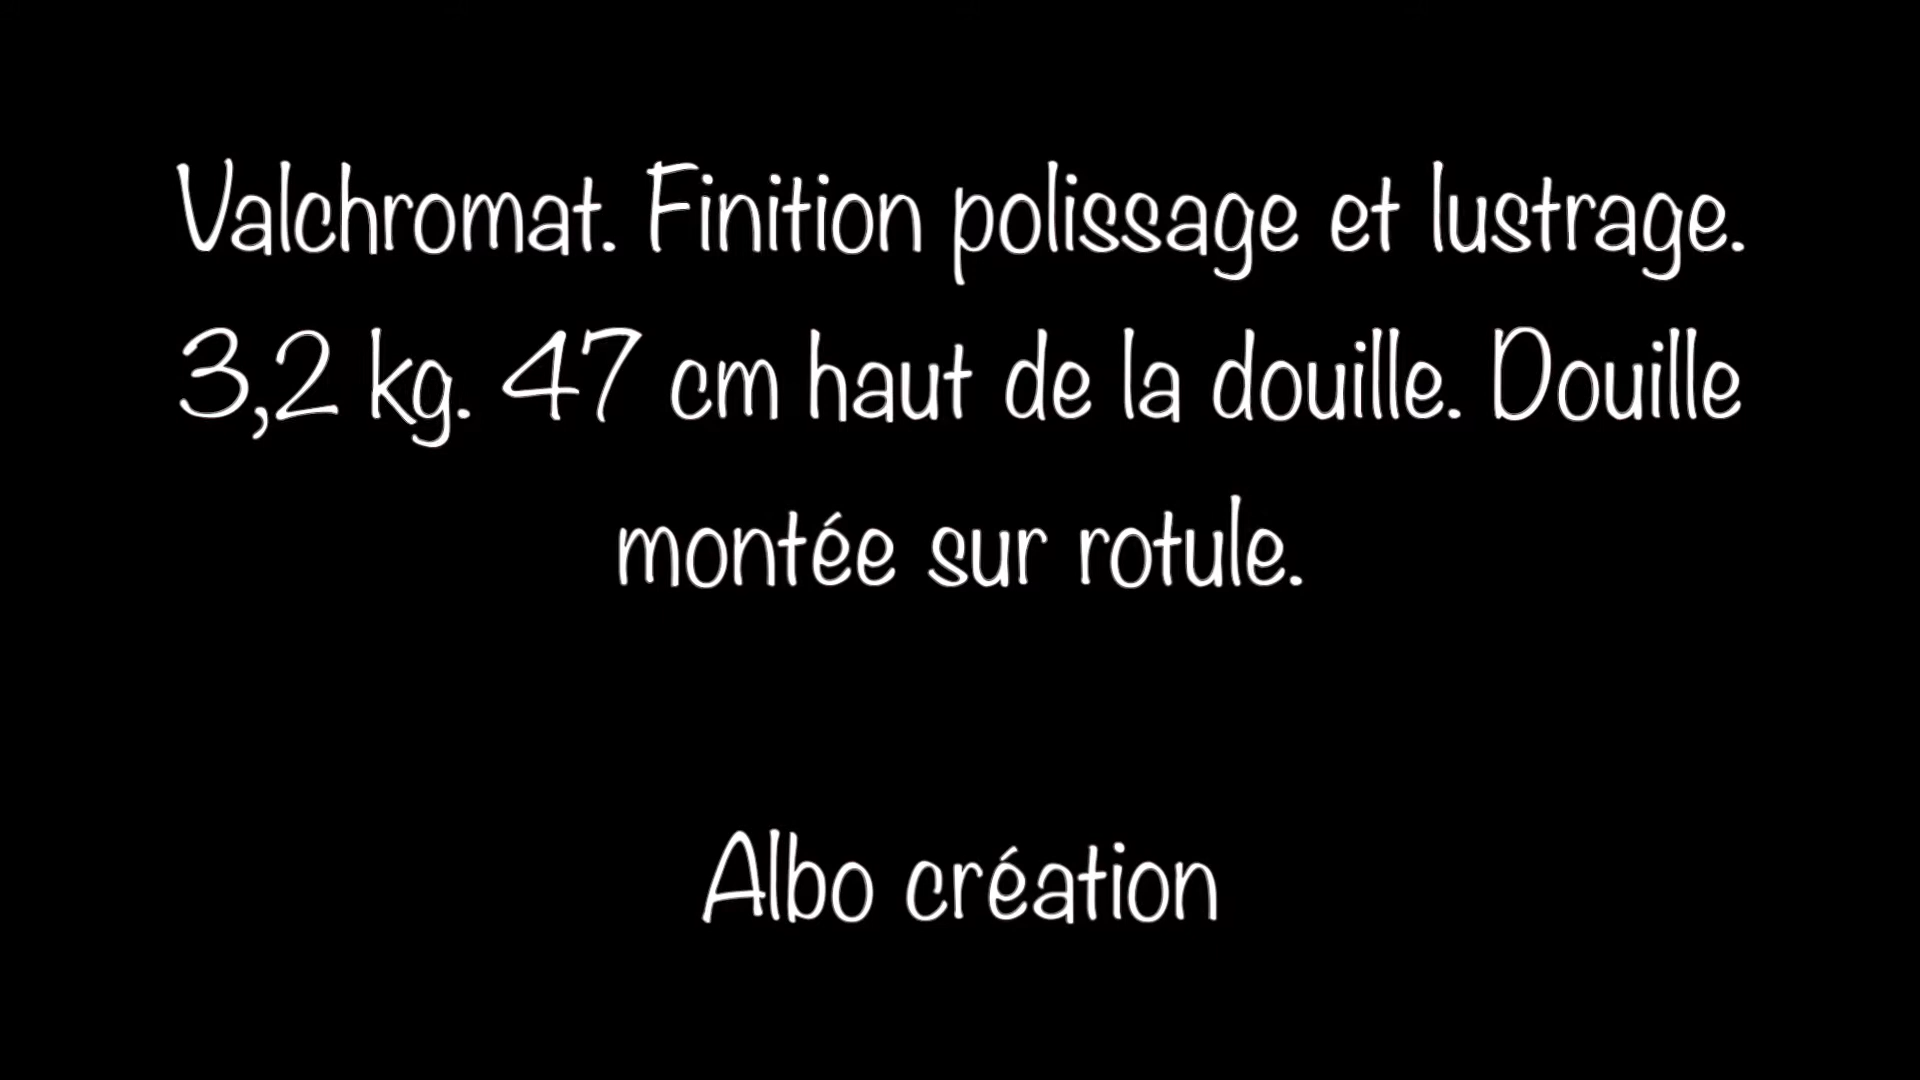 Valchromat. Finition polissage et lustrage.
3,2 kg. 47 cm haut de la douille. Douille
montée sur rotule.
Albo création